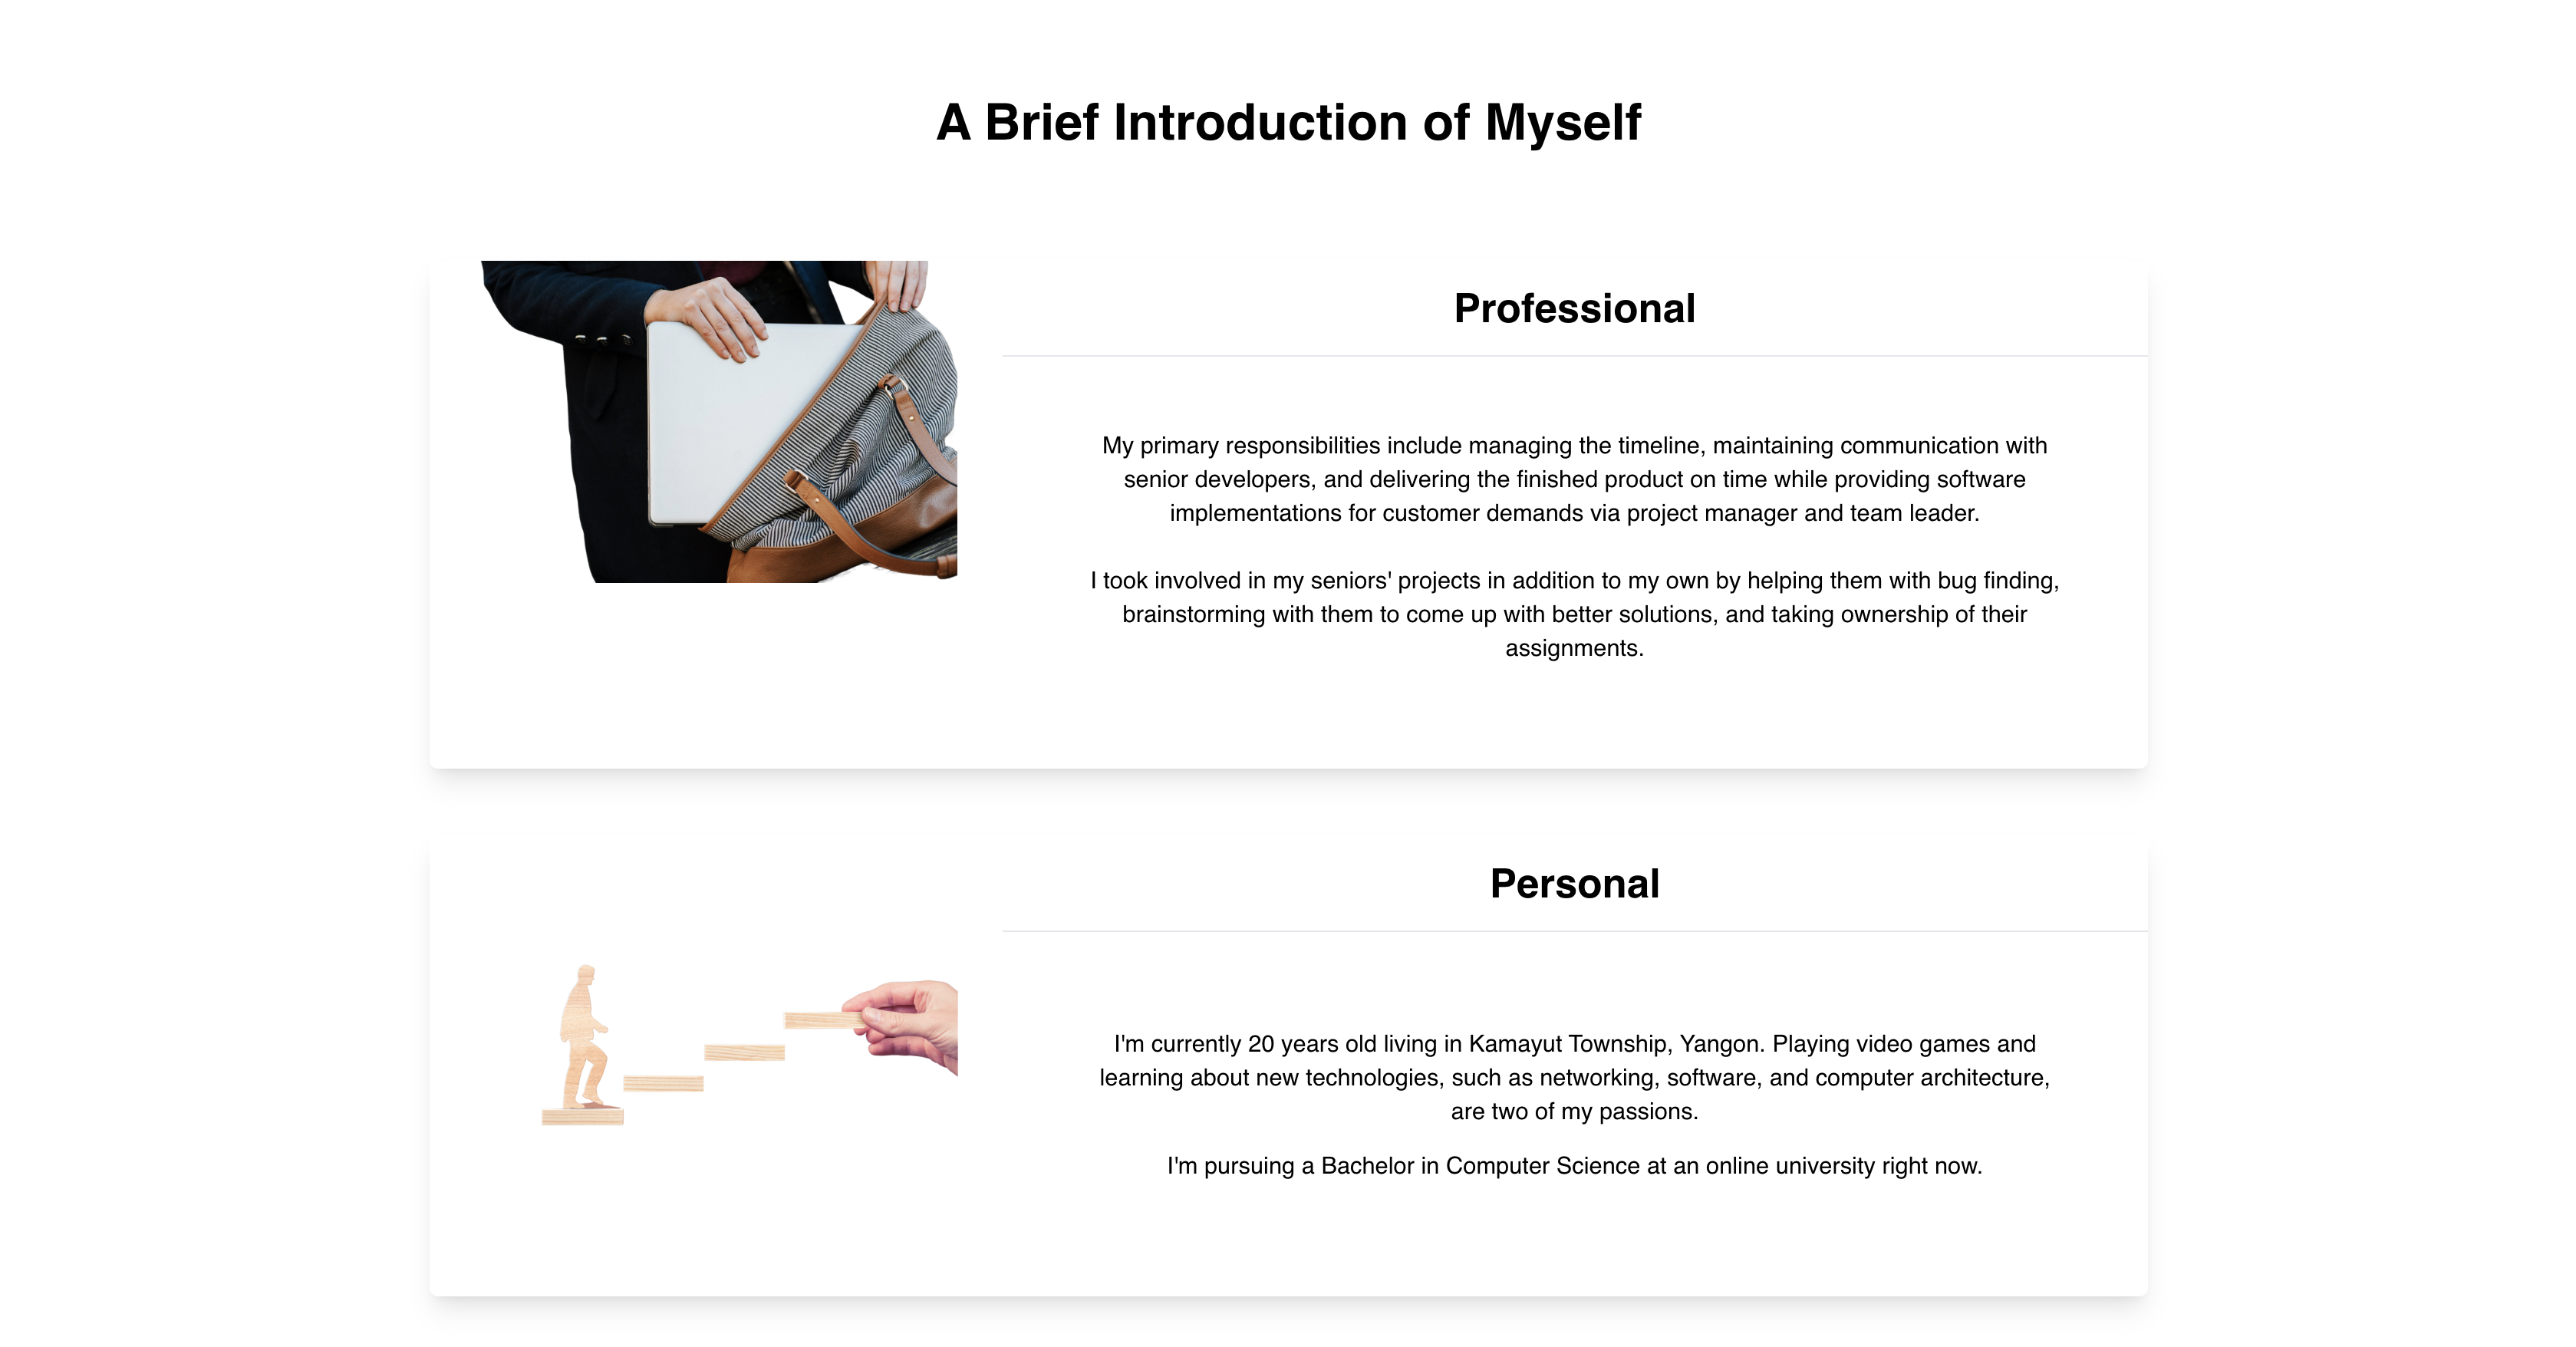 A Brief Introduction of Myself
Professional
My primary responsibilities include managing the timeline, maintaining communication with
senior developers, and delivering the finished product on time while providing software
implementations for customer demands via project manager and team leader.
I took involved in my seniors' projects in addition to my own by helping them with bug finding,
brainstorming with them to come up with better solutions, and taking ownership of their
assignments.
Personal
I'm currently 20 years old living in Kamayut Township, Yangon. Playing video games and
learning about new technologies, such as networking, software, and computer architecture,
are two of my passions.
I'm pursuing a Bachelor in Computer Science at an online university right now.